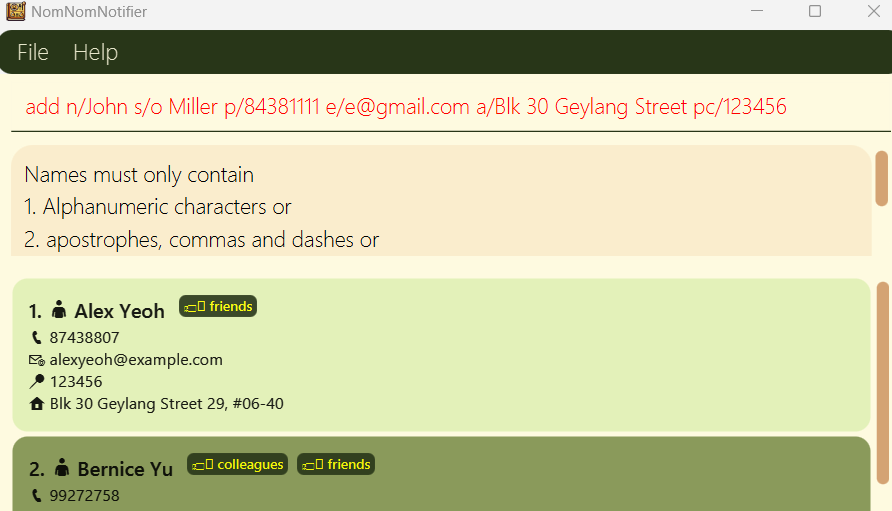 NomNomNotifier
File Help
add n/John s/o Miller p/84381111 e/e@gmail.com a/Blk 30 Geylang Street pc/123456
Names must only contain
1. Alphanumeric characters or
2. apostrophes, commas and dashes or
1. Alex Yeoh friends
87438807
alexyeoh@example.com
123456
Blk 30 Geylang Street 29, #06-40
2. Bernice Yu colleagues friends
99272758